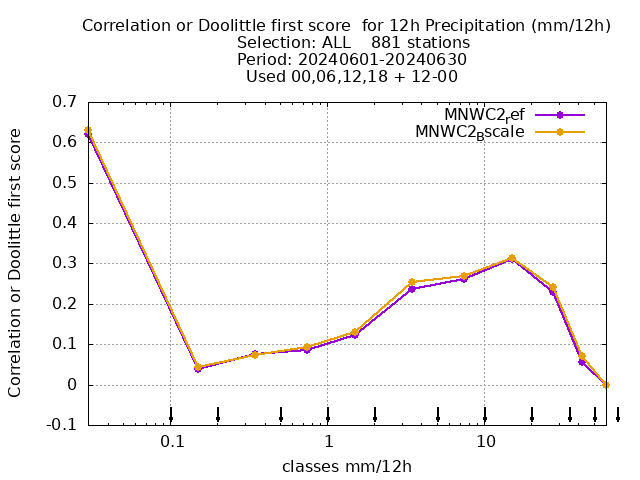 Correlation or Doolittle first score  for 12h Precipitation (mm/12h)
Selection: ALL    881 stations
Period: 20240601-20240630
Used 00,06,12,18 + 12-00
Correlation or Doolittle first score
0.7
0.6
0.5
0.4
0.3
0.2
0.1
0
-0.1
MNWC2ref
MNWC2Bscale
0.1
1
10
classes mm/12h